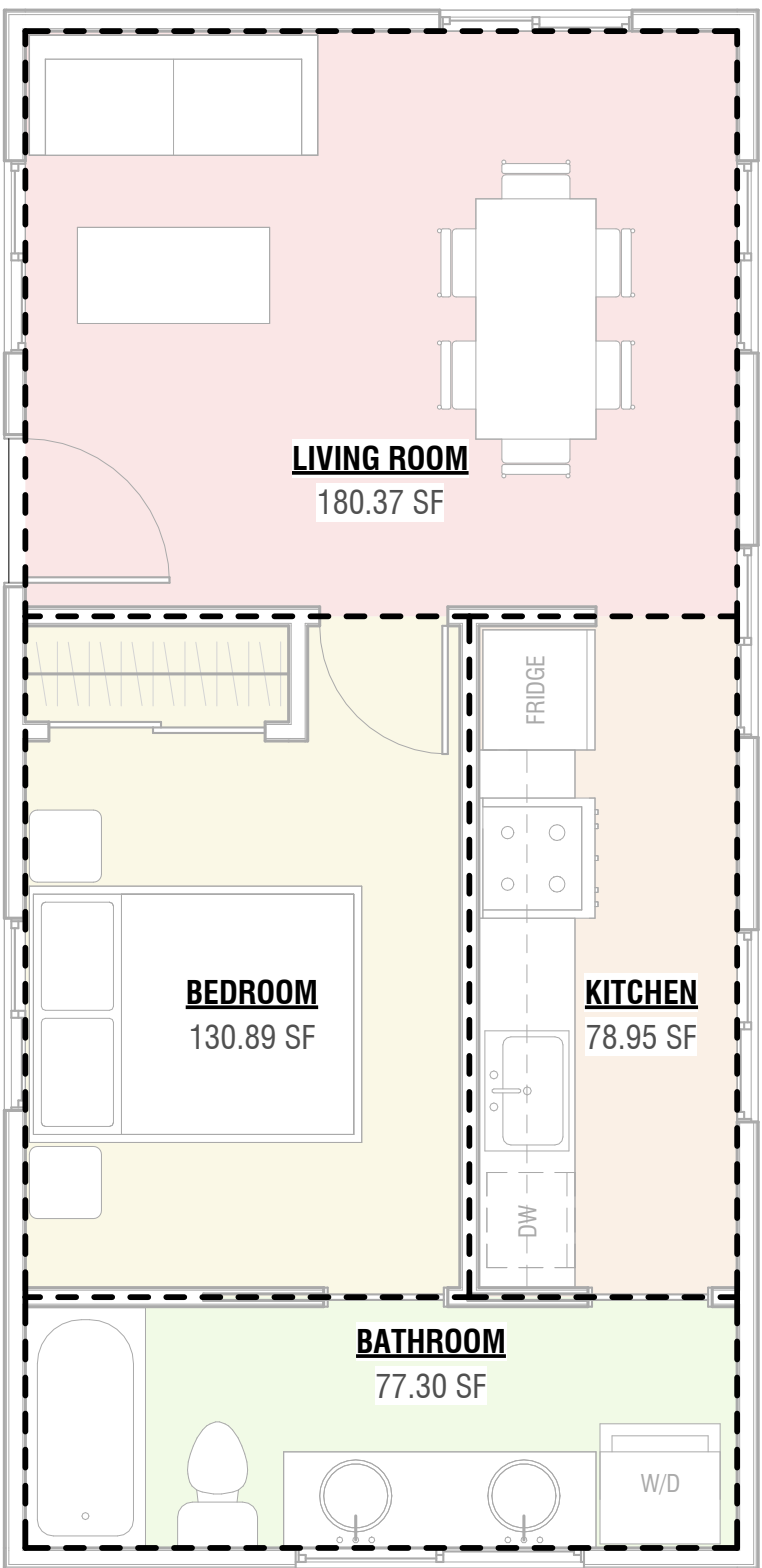 LIVING ROOM
180.37 SF
FRIDGE
BEDROOM
130.89 SF
KITCHEN
78.95 SF
DW
BATHROOM
77.30 SF
W/D